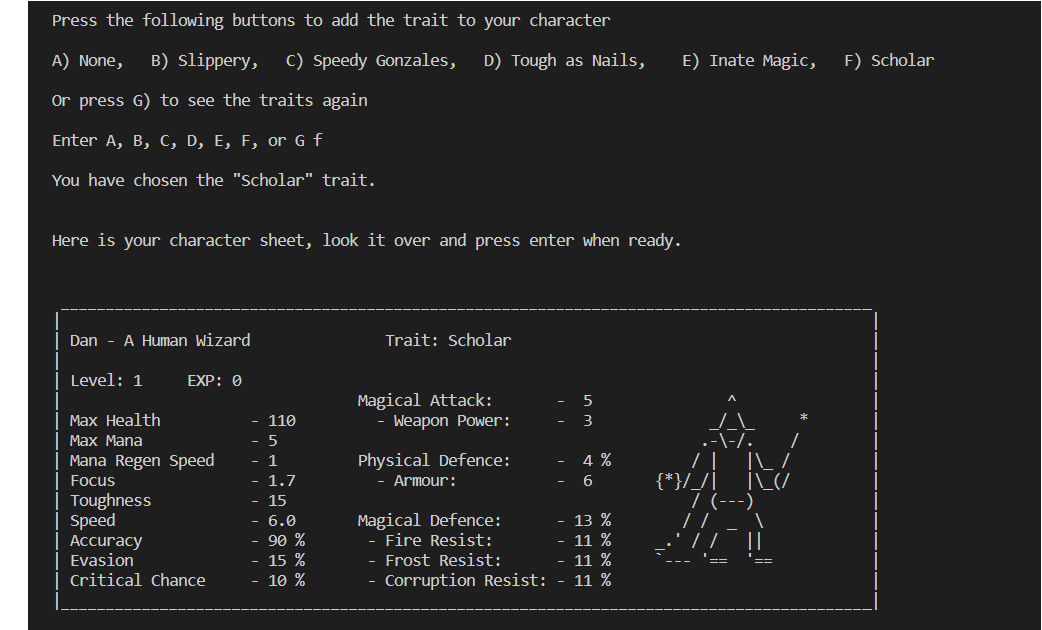 Press the following buttons to add the trait to your character
A) None,   B) Slippery,   C) Speedy Gonzales,   D) Tough as Nails,    E) Inate Magic,   F) Scholar
Or press G) to see the traits again
Enter A, B, C, D, E, F, or G f
You have chosen the "Scholar" trait.
Here is your character sheet, look it over and press enter when ready.
Dan - A Human Wizard               Trait: Scholar
Level: 1     EXP: 0
Magical Attack:       -  5
Max Health          - 110         - Weapon Power:     -  3
Max Mana            - 5
Mana Regen Speed    - 1         Physical Defence:     -  4 %
Focus               - 1.7         - Armour:           -  6
Toughness           - 15
Speed               - 6.0       Magical Defence:      - 13 %
Accuracy            - 90 %       - Fire Resist:       - 11 %
Evasion             - 15 %       - Frost Resist:      - 11 %
Critical Chance     - 10 %       - Corruption Resist: - 11 %